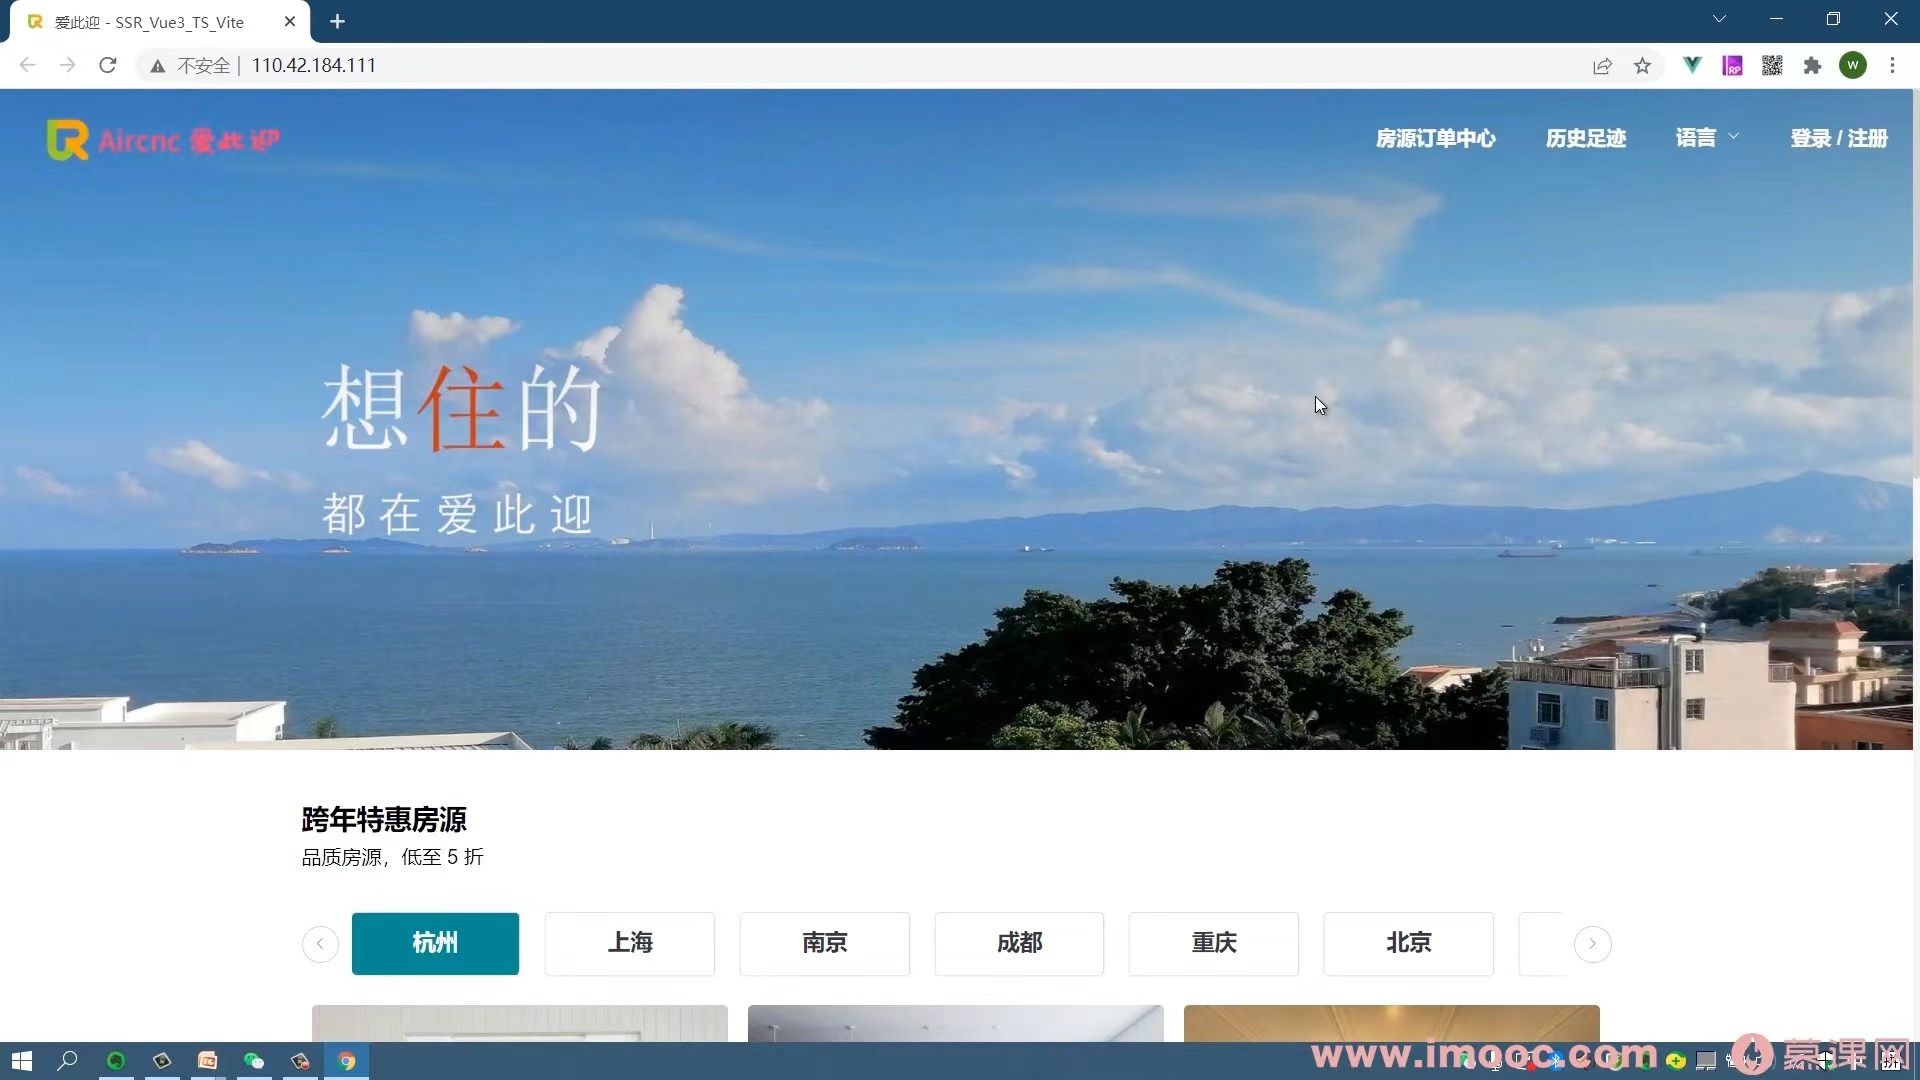 爱此迎 - SSR_Vue3_TS_Vite
不安全 | 110.42.184.111
W
RP
Aircnc 爱此迎
房源订单中心 历史足迹 语言 登录 / 注册
想住的
都在爱此迎
跨年特惠房源
品质房源，低至 5 折
杭州 上海 南京 成都 重庆 北京
www.imooc.com 慕课网